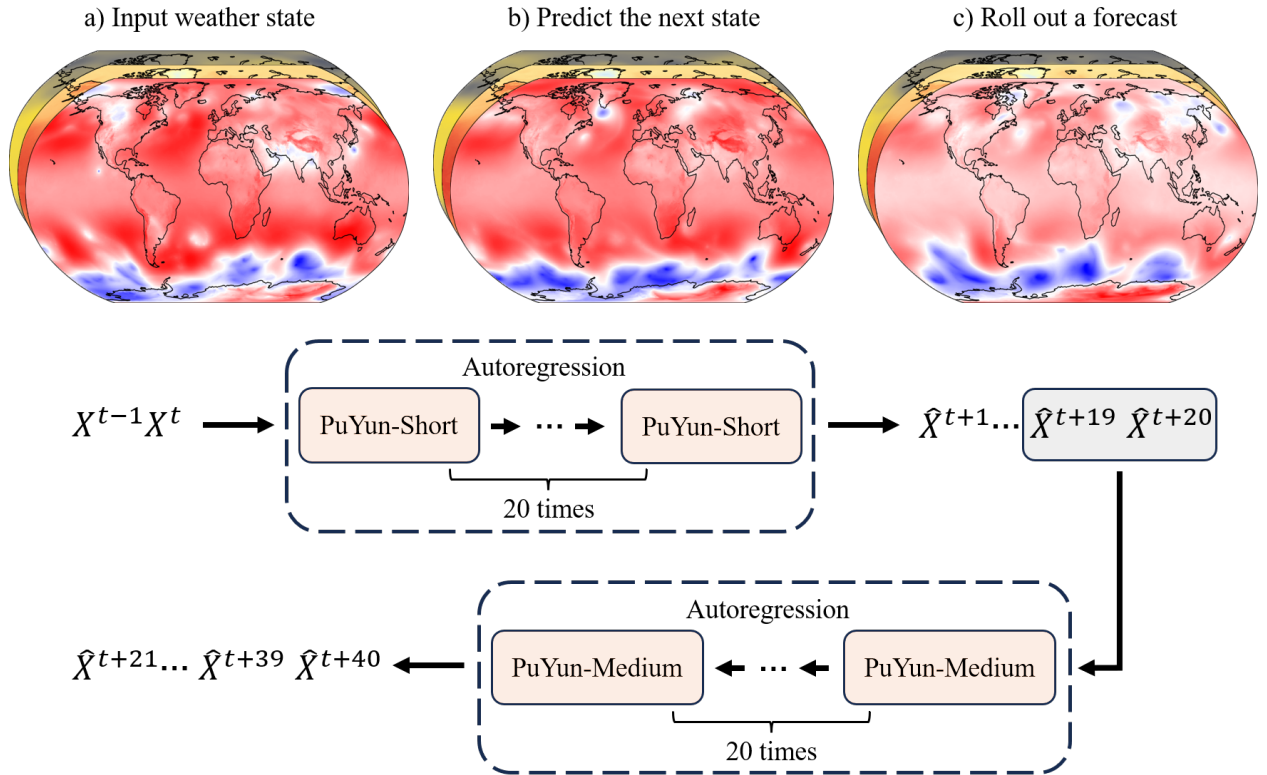 a) Input weather state
b) Predict the next state
c) Roll out a forecast
Autoregression
X^{t-1}X^{t}
PuYun-Short
...
PuYun-Short
X̂^{t+1}... X̂^{t+19} X̂^{t+20}
20 times
Autoregression
X̂^{t+21}... X̂^{t+39} X̂^{t+40}
PuYun-Medium
...
PuYun-Medium
20 times